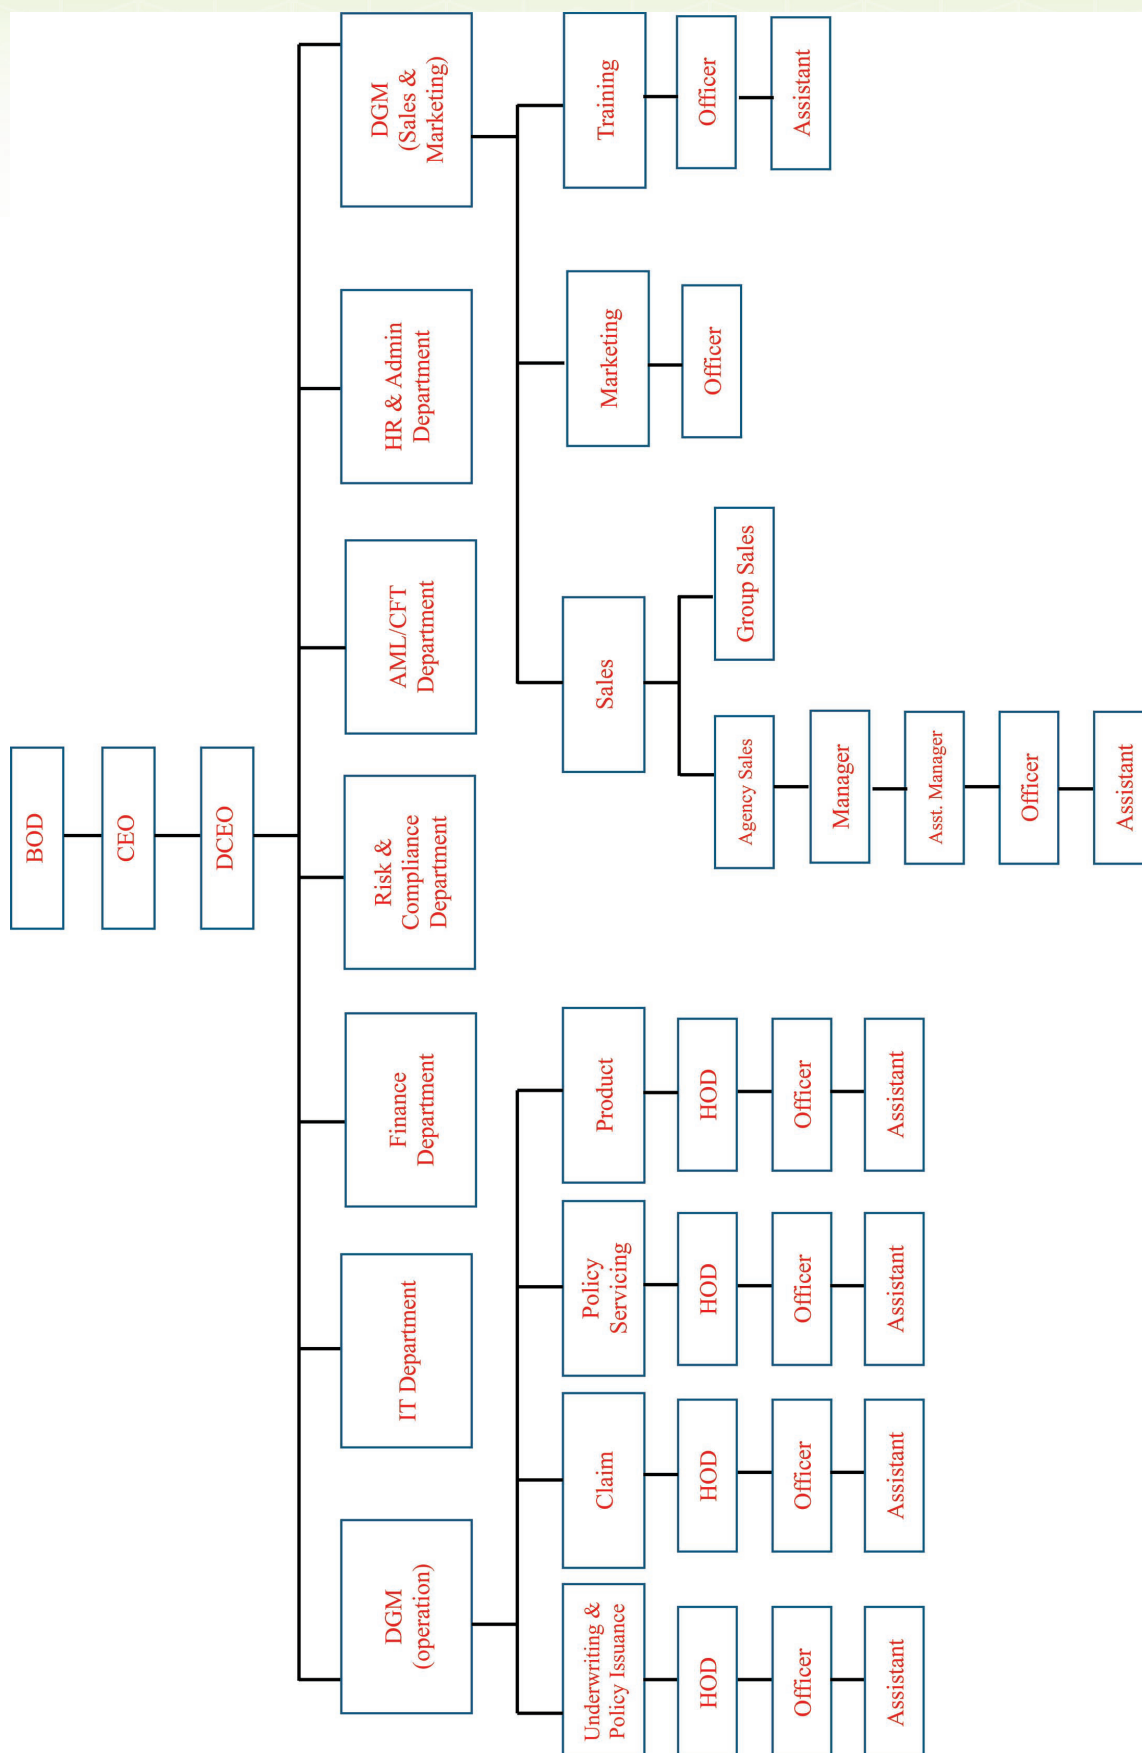 BOD
CEO
DCEO
DGM
(operation)
IT Department
Finance
Department
Risk &
Compliance
Department
AML/CFT
Department
HR & Admin
Department
DGM
(Sales &
Marketing)
Underwriting &
Policy Issuance
Claim
Policy
Servicing
Product
Sales
Marketing
Training
HOD
HOD
HOD
HOD
Agency Sales
Group Sales
Officer
Officer
Officer
Officer
Officer
Officer
Manager
Assistant
Assistant
Assistant
Assistant
Assistant
Asst. Manager
Officer
Assistant